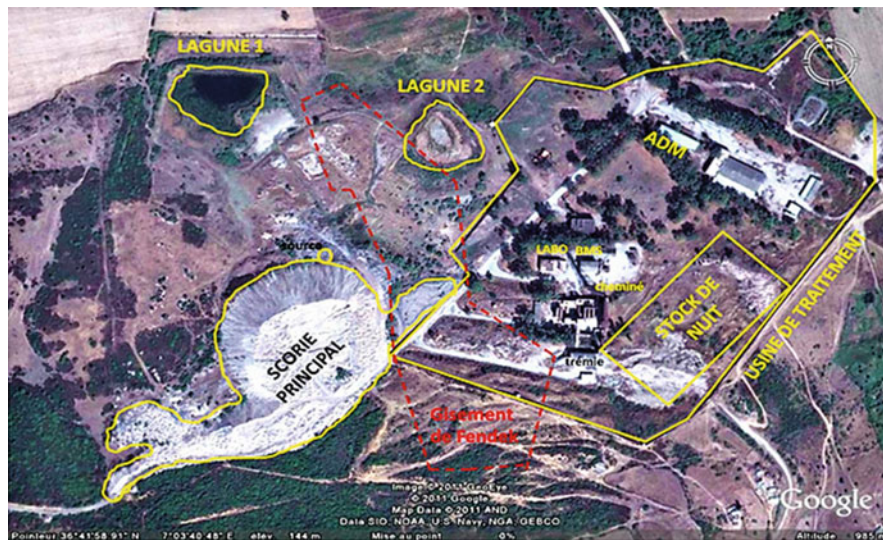 LAGUNE 1
LAGUNE 2
N
ADM
source
LABO BMS
cheminé
STOCK DE
NUIT
USINE DE TRAITEMENT
SCORIE
PRINCIPAL
trémie
Gisement
de Fendek
Image © 2011 GeoEye
© 2011 Google
Map Data © 2011 AND
Data SIO, NOAA, U.S. Navy, NGA, GEBCO
Google
Pointeur 36°41'58 91" N 7°03'40 48" E élev. 144 m Mise au point 0% Altitude 985 m